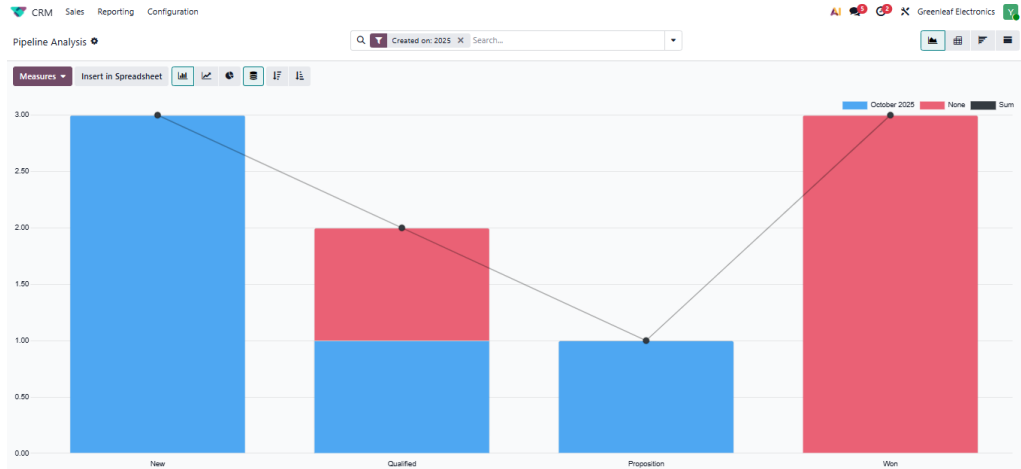 CRM Sales Reporting Configuration 5 2 Greenleaf Electronics Y
Pipeline Analysis Created on: 2025 Search...
Measures Insert in Spreadsheet
October 2025 None Sum
3.00
2.50
2.00
1.50
1.00
0.50
0.00
New Qualified Proposition Won